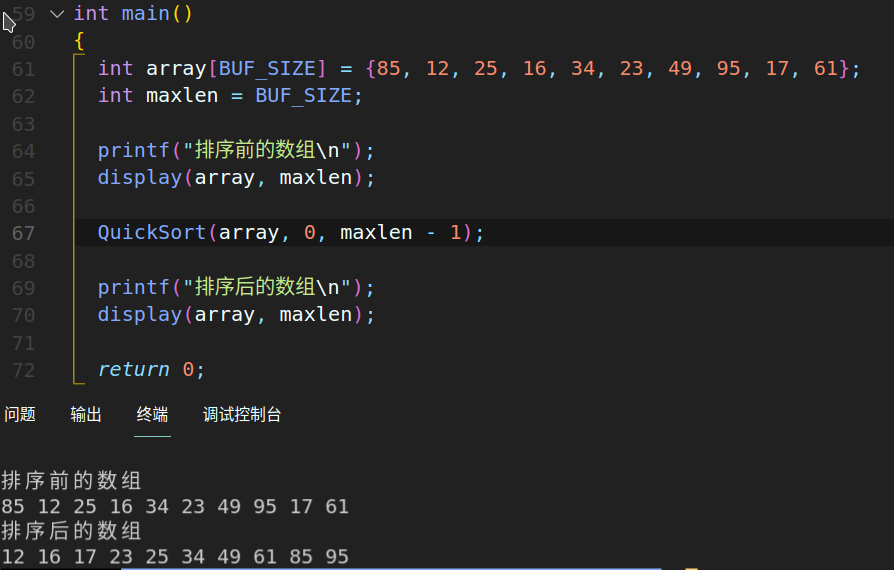 59 int main()
60 {
61 int array[BUF_SIZE] = {85, 12, 25, 16, 34, 23, 49, 95, 17, 61};
62 int maxlen = BUF_SIZE;
63
64 printf("排序前的数组\n");
65 display(array, maxlen);
66
67 QuickSort(array, 0, maxlen - 1);
68
69 printf("排序后的数组\n");
70 display(array, maxlen);
71
72 return 0;
问题 输出 终端 调试控制台
排序前的数组
85 12 25 16 34 23 49 95 17 61
排序后的数组
12 16 17 23 25 34 49 61 85 95